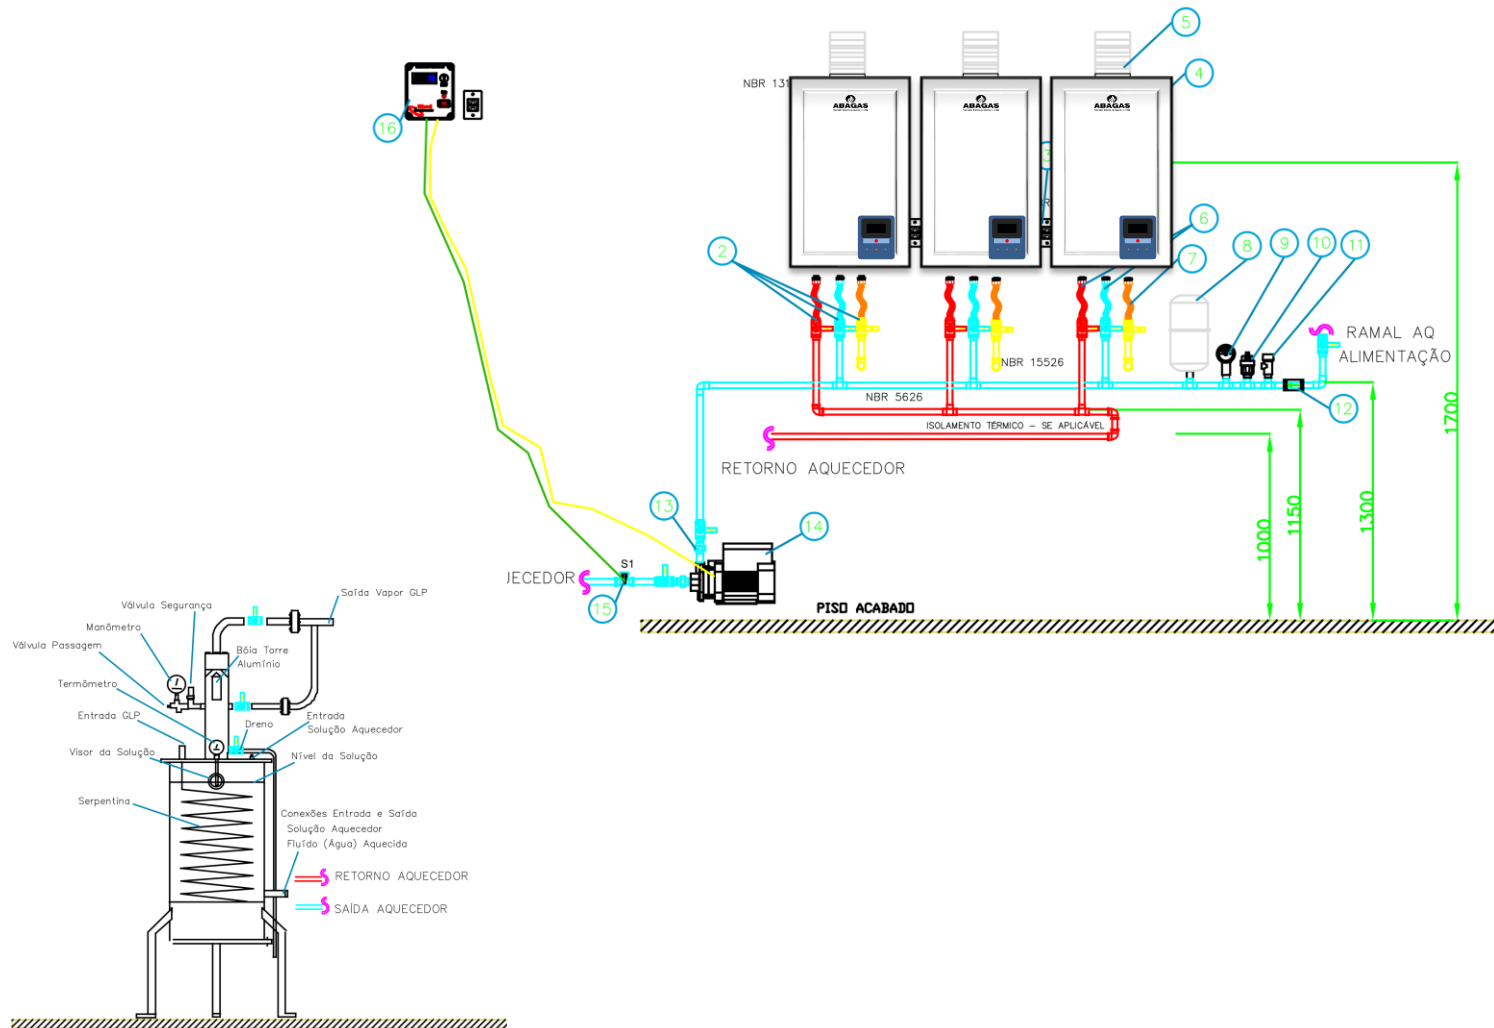 5
4
NBR 131
ABAGAS
ABAGAS
ABAGAS
16
3
6
2
7
8
9
10
11
RAMAL AQ
ALIMENTAÇÃO
NBR 15526
NBR 5626
12
ISOLAMENTO TÉRMICO - SE APLICÁVEL
RETORNO AQUECEDOR
1700
1300
1150
1000
13
14
S1
JECEDOR
15
PISO ACABADO
Saída Vapor GLP
Válvula Segurança
Manômetro
Válvula Passagem
Bóia Torre
Alumínio
Termômetro
Entrada GLP
Dreno
Entrada
Solução Aquecedor
Visor da Solução
Nível da Solução
Serpentina
Conexões Entrada e Saída
Solução Aquecedor
Fluído (Água) Aquecida
RETORNO AQUECEDOR
SAÍDA AQUECEDOR